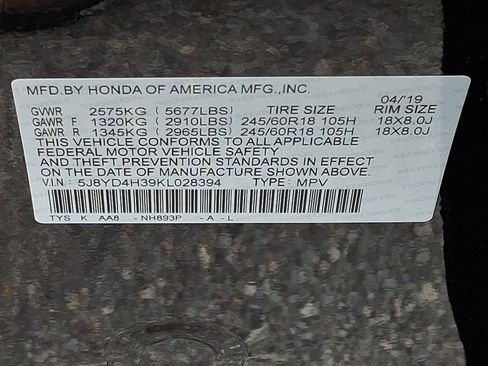 MFD.BY HONDA OF AMERICA MFG.,INC.
04/'19
GVWR 2575KG ( 5677LBS) TIRE SIZE RIM SIZE
GAWR F 1320KG ( 2910LBS) 245/60R18 105H 18X8.0J
GAWR R 1345KG ( 2965LBS) 245/60R18 105H 18X8.0J
THIS VEHICLE CONFORMS TO ALL APPLICABLE
FEDERAL MOTOR VEHICLE SAFETY
AND THEFT PREVENTION STANDARDS IN EFFECT
ON THE DATE OF MANUFACTURE SHOWN ABOVE.
V.I.N.: 5J8YD4H39KL028394 TYPE: MPV
TYS K AA8 -NH893P -A -L